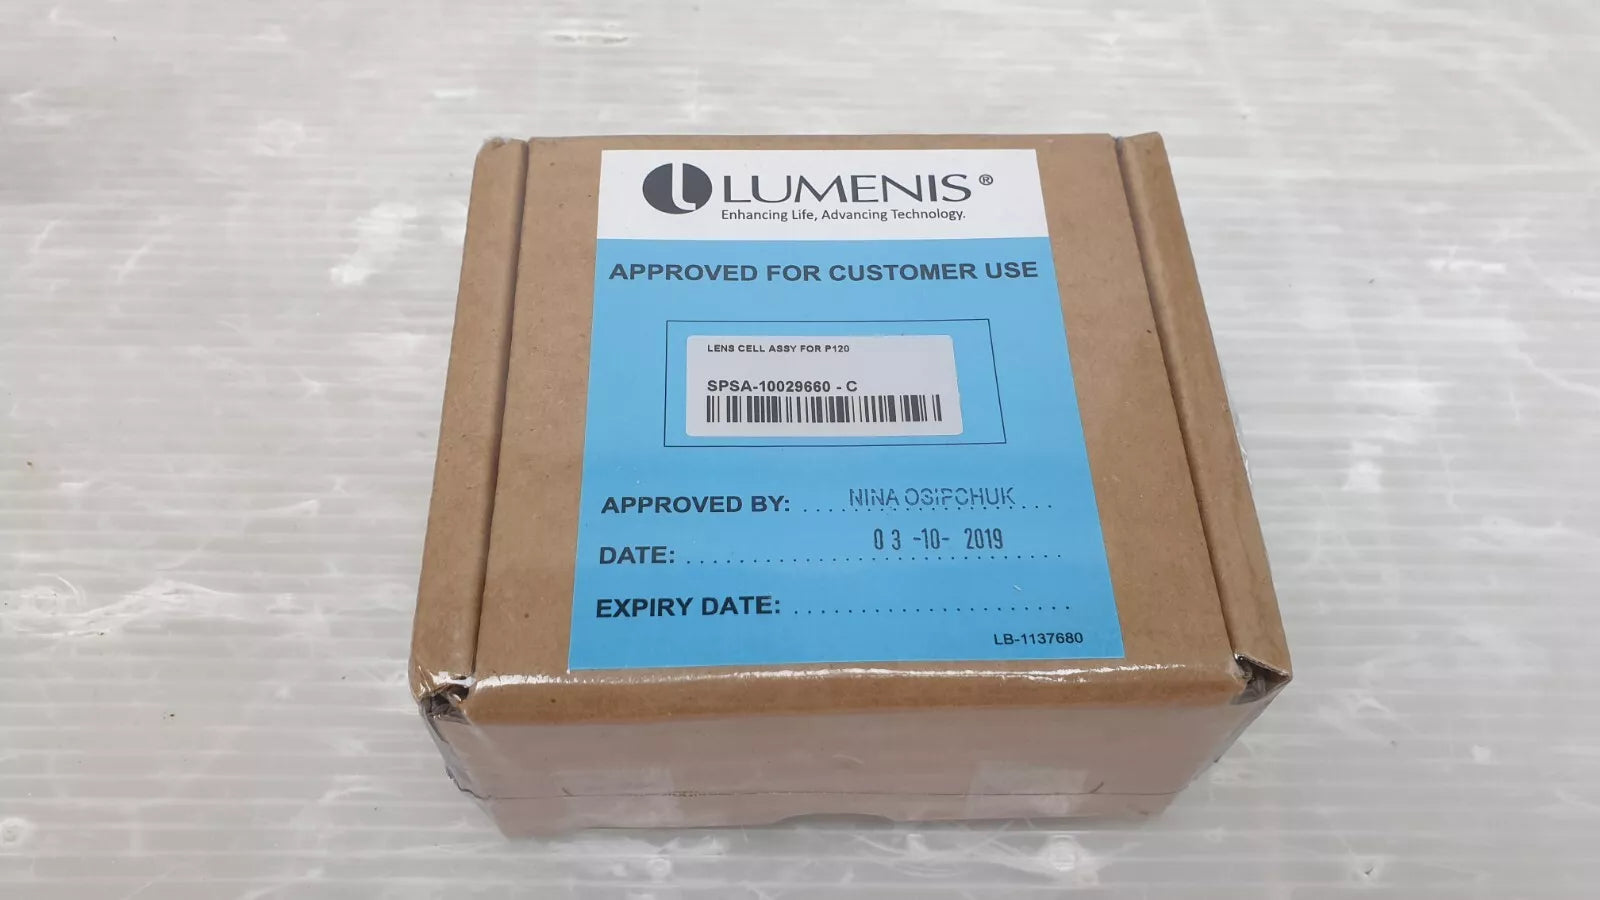 LUMENIS®
Enhancing Life, Advancing Technology.
APPROVED FOR CUSTOMER USE
LENS CELL ASSY FOR P120
SPSA-10029660 - C
APPROVED BY: NINA OSIPCHUK
DATE: 03 -10- 2019
EXPIRY DATE:
LB-1137680